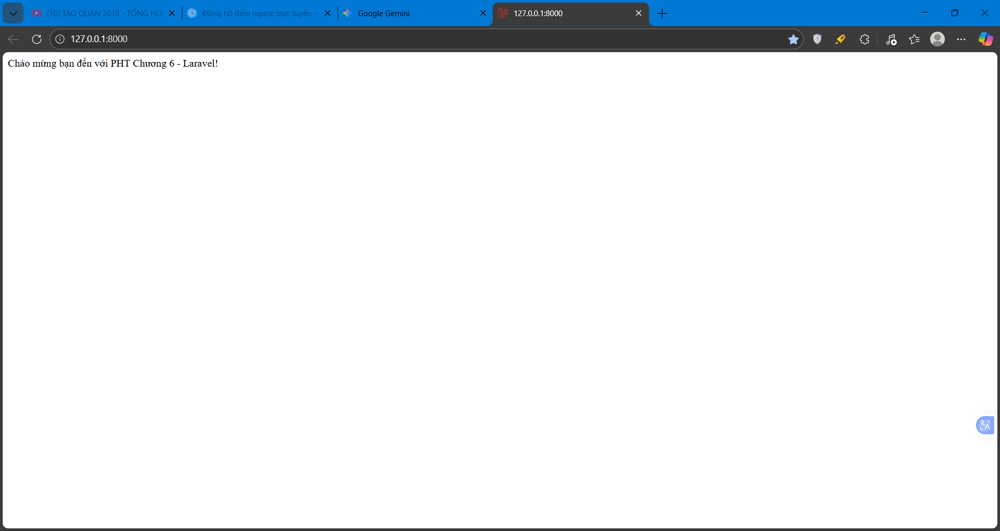 (10) TÁO QUÂN 2018 - TỔNG HỢP
Đồng hồ đếm ngược trực tuyến –
Google Gemini
127.0.0.1:8000
127.0.0.1:8000
Chào mừng bạn đến với PHT Chương 6 - Laravel!